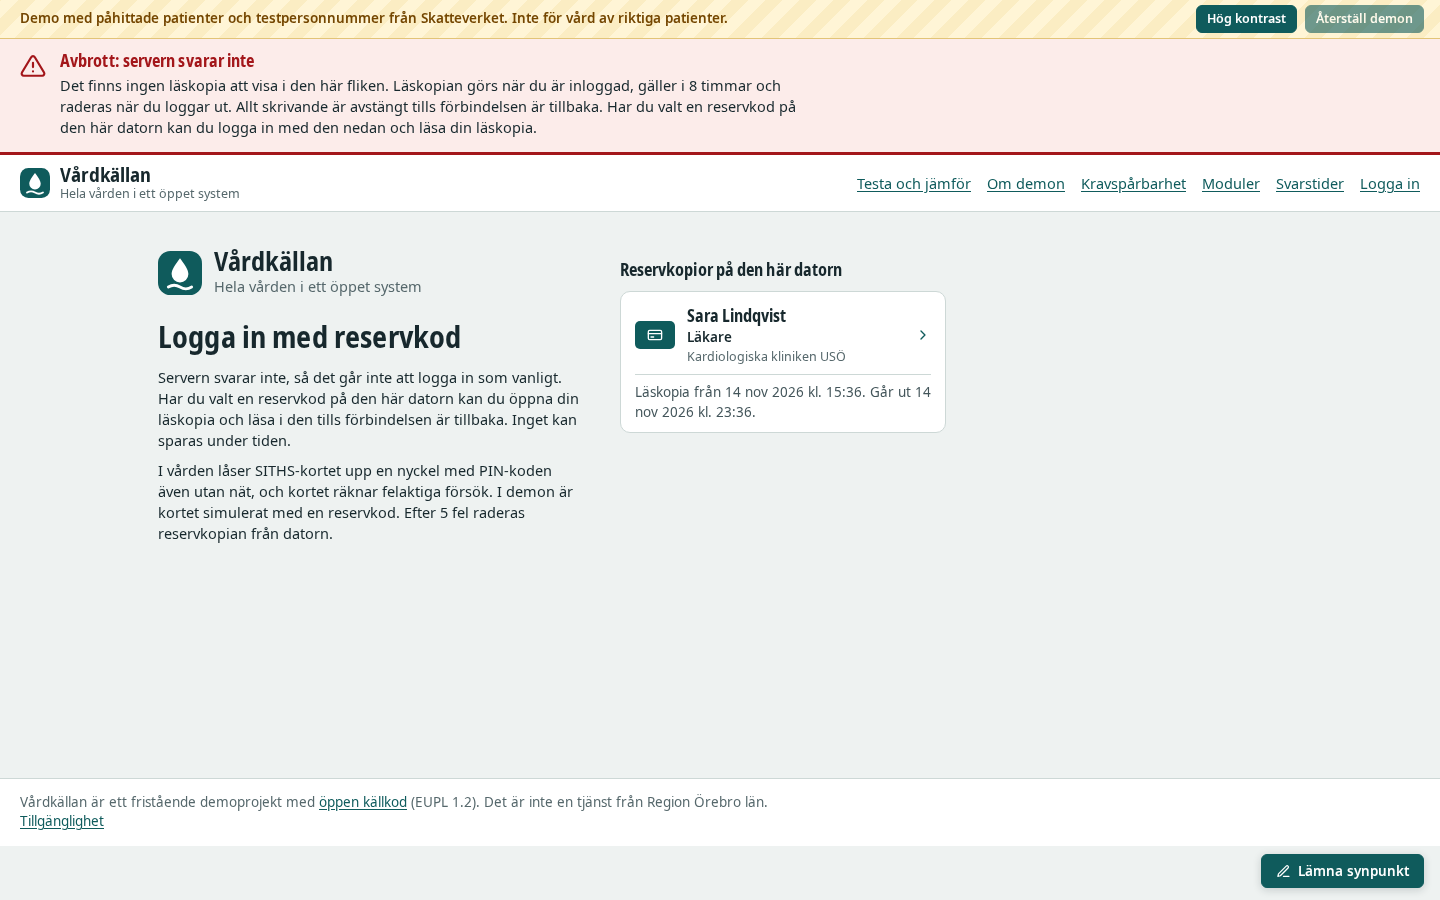 Demo med påhittade patienter och testpersonnummer från Skatteverket. Inte för vård av riktiga patienter.
Hög kontrast
Återställ demon
Avbrott: servern svarar inte
Det finns ingen läskopia att visa i den här fliken. Läskopian görs när du är inloggad, gäller i 8 timmar och
raderas när du loggar ut. Allt skrivande är avstängt tills förbindelsen är tillbaka. Har du valt en reservkod på
den här datorn kan du logga in med den nedan och läsa din läskopia.
Vårdkällan
Hela vården i ett öppet system
Testa och jämför
Om demon
Kravspårbarhet
Moduler
Svarstider
Logga in
Vårdkällan
Hela vården i ett öppet system
Logga in med reservkod
Servern svarar inte, så det går inte att logga in som vanligt.
Har du valt en reservkod på den här datorn kan du öppna din
läskopia och läsa i den tills förbindelsen är tillbaka. Inget kan
sparas under tiden.
I vården låser SITHS-kortet upp en nyckel med PIN-koden
även utan nät, och kortet räknar felaktiga försök. I demon är
kortet simulerat med en reservkod. Efter 5 fel raderas
reservkopian från datorn.
Reservkopior på den här datorn
Sara Lindqvist
Läkare
Kardiologiska kliniken USÖ
Läskopia från 14 nov 2026 kl. 15:36. Går ut 14
nov 2026 kl. 23:36.
Vårdkällan är ett fristående demoprojekt med öppen källkod (EUPL 1.2). Det är inte en tjänst från Region Örebro län.
Tillgänglighet
Lämna synpunkt